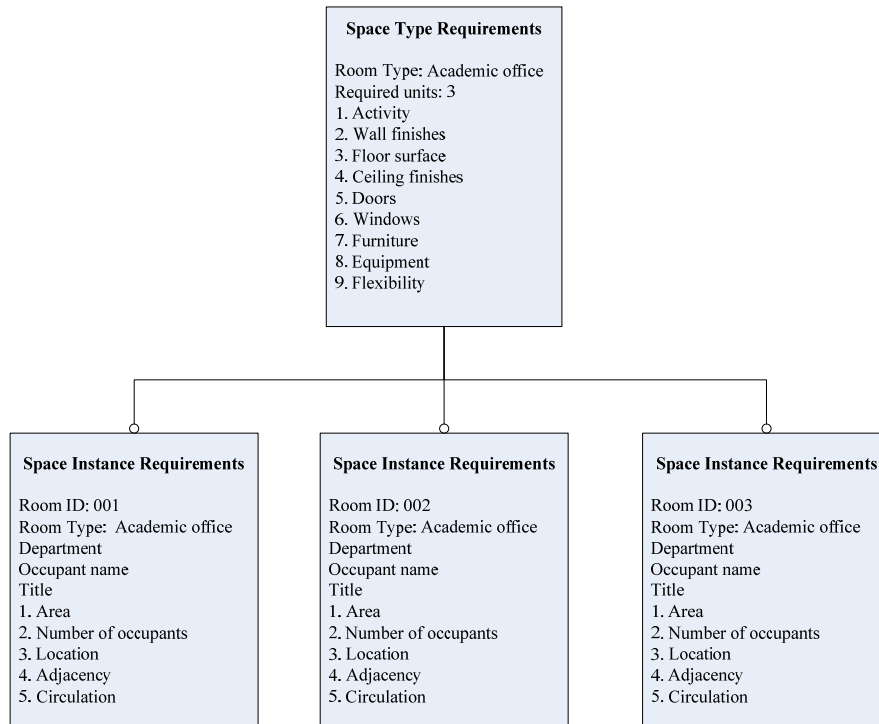 Space Type Requirements
Room Type: Academic office
Required units: 3
1. Activity
2. Wall finishes
3. Floor surface
4. Ceiling finishes
5. Doors
6. Windows
7. Furniture
8. Equipment
9. Flexibility
Space Instance Requirements
Room ID: 001
Room Type: Academic office
Department
Occupant name
Title
1. Area
2. Number of occupants
3. Location
4. Adjacency
5. Circulation
Space Instance Requirements
Room ID: 002
Room Type: Academic office
Department
Occupant name
Title
1. Area
2. Number of occupants
3. Location
4. Adjacency
5. Circulation
Space Instance Requirements
Room ID: 003
Room Type: Academic office
Department
Occupant name
Title
1. Area
2. Number of occupants
3. Location
4. Adjacency
5. Circulation